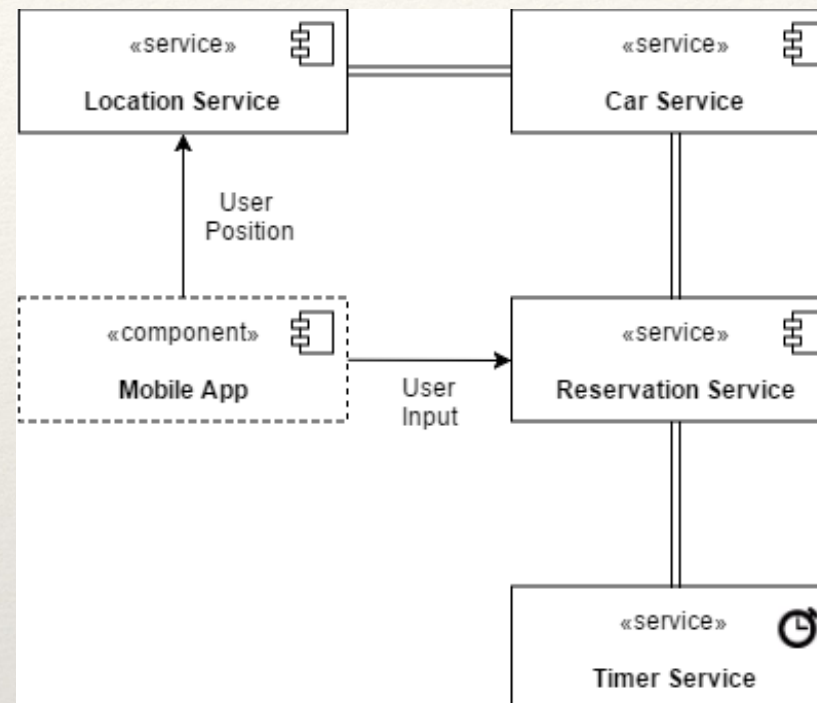 «service»
Location Service
«service»
Car Service
User
Position
«component»
Mobile App
User
Input
«service»
Reservation Service
«service»
Timer Service